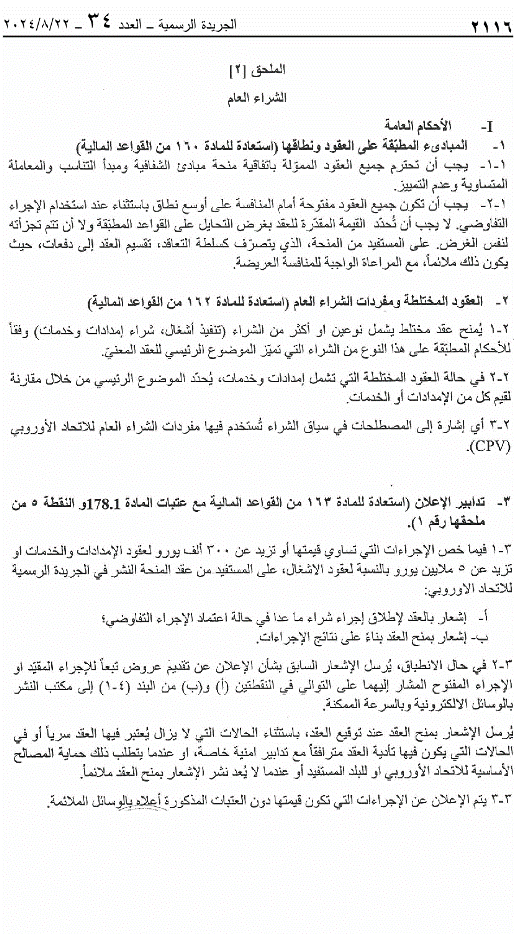 ٢١١٦ الجريدة الرسمية ــ العدد ٣٤ ــ ٢٠٢٤/٨/٢٢
الملحق [٢]
الشراء العام
I- الأحكام العامة
١- المبادىء المطبّقة على العقود ونطاقها (استعادة للمادة ١٦٠ من القواعد المالية)
١-١- يجب أن تحترم جميع العقود المموّلة باتفاقية منحة مبادئ الشفافية ومبدأ التناسب والمعاملة
المتساوية وعدم التمييز.
٢-١- يجب أن تكون جميع العقود مفتوحة أمام المنافسة على أوسع نطاق باستثناء عند استخدام الإجراء
التفاوضي. لا يجب أن تُحدّد القيمة المقدّرة للعقد بغرض التحايل على القواعد المطبّقة ولا أن تتم تجزأته
لنفس الغرض. على المستفيد من المنحة، الذي يتصرّف كسلطة التعاقد، تقسيم العقد إلى دفعات، حيث
يكون ذلك ملائماً، مع المراعاة الواجبة للمنافسة العريضة.
٢- العقود المختلطة ومفردات الشراء العام (استعادة للمادة ١٦٢ من القواعد المالية)
١-٢ يُمنح عقد مختلط يشمل نوعين او أكثر من الشراء (تنفيذ أشغال، شراء إمدادات وخدمات) وفقاً
للأحكام المطبّقة على هذا النوع من الشراء التي تميّز الموضوع الرئيسي للعقد المعنيّ.
٢-٢ في حالة العقود المختلطة التي تشمل إمدادات وخدمات، يُحدّد الموضوع الرئيسي من خلال مقارنة
لقيم كل من الإمدادات أو الخدمات.
٣-٢ أي إشارة إلى المصطلحات في سياق الشراء تُستخدم فيها مفردات الشراء العام للاتحاد الأوروبي
(CPV).
٣- تدابير الإعلان (استعادة للمادة ١٦٣ من القواعد المالية مع عتبات المادة 178.1و النقطة ٥ من
ملحقها رقم ١).
١-٣ فيما خص الإجراءات التي تساوي قيمتها أو تزيد عن ٣٠٠ ألف يورو لعقود الإمدادات والخدمات او
تزيد عن ٥ ملايين يورو بالنسبة لعقود الاشغال، على المستفيد من عقد المنحة النشر في الجريدة الرسمية
للاتحاد الاوروبي:
أ- إشعار بالعقد لإطلاق إجراء شراء ما عدا في حالة اعتماد الإجراء التفاوضي؛
ب- إشعار بمنح العقد بناءً على نتائج الإجراءات.
٢-٣ في حال الانطباق، يُرسل الإشعار السابق بشأن الإعلان عن تقديم عروض تبعاً للإجراء المقيّد او
الإجراء المفتوح المشار إليهما على التوالي في النقطتين (أ) و(ب) من البند (٤-١) إلى مكتب النشر
بالوسائل الالكترونية وبالسرعة الممكنة.
يُرسل الإشعار بمنح العقد عند توقيع العقد، باستثناء الحالات التي لا يزال يُعتبر فيها العقد سرياً أو في
الحالات التي يكون فيها تأدية العقد مترافقاً مع تدابير امنية خاصة، او عندما يتطلب ذلك حماية المصالح
الأساسية للاتحاد الأوروبي او للبلد المستفيد أو عندما لا يُعد نشر الإشعار بمنح العقد ملائماً.
٣-٣ يتم الإعلان عن الإجراءات التي تكون قيمتها دون العتبات المذكورة أعلاه بالوسائل الملائمة.